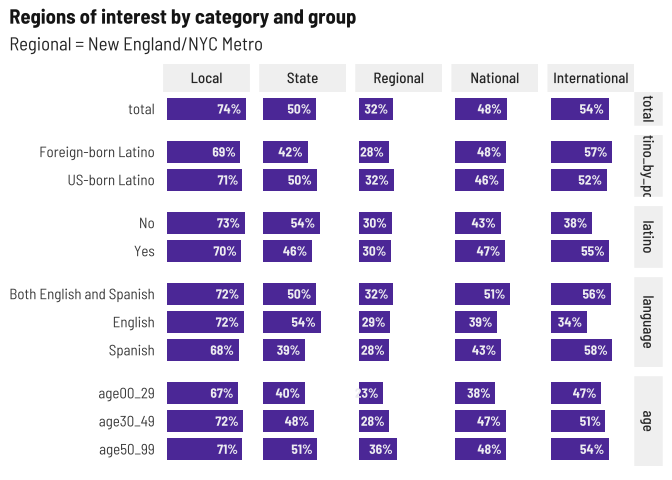 Regions of interest by category and group
Regional = New England/NYC Metro
Local State Regional National International
total 74% 50% 32% 48% 54% total
Foreign-born Latino 69% 42% 28% 48% 57%
US-born Latino 71% 50% 32% 46% 52%
tino_by_po
No 73% 54% 30% 43% 38%
Yes 70% 46% 30% 47% 55%
latino
Both English and Spanish 72% 50% 32% 51% 56%
English 72% 54% 29% 39% 34%
Spanish 68% 39% 28% 43% 58%
language
age00_29 67% 40% 23% 38% 47%
age30_49 72% 48% 28% 47% 51%
age50_99 71% 51% 36% 48% 54%
age